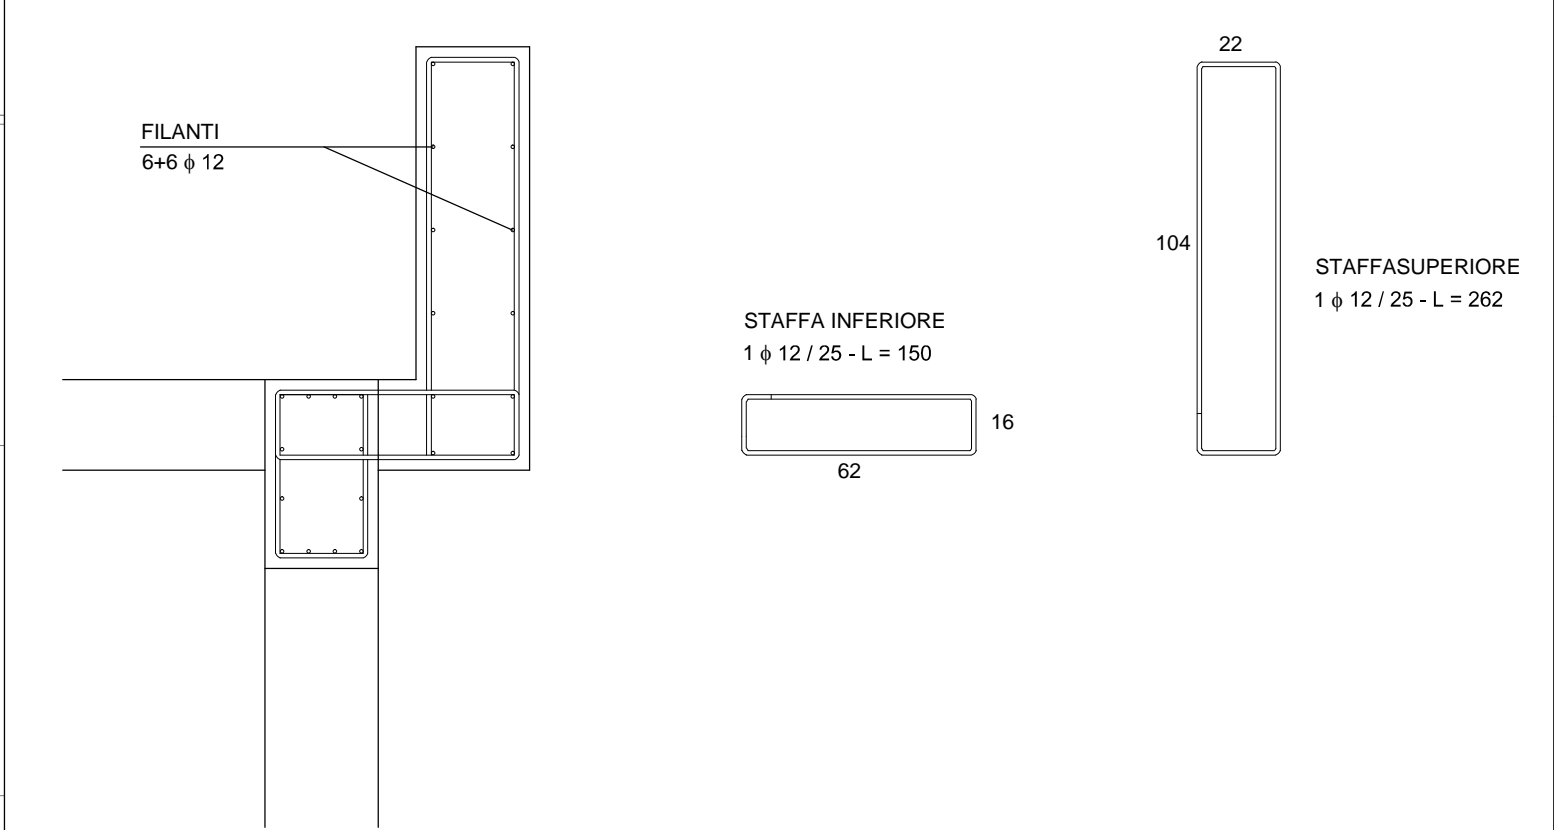 FILANTI
6+6 ϕ 12
STAFFA INFERIORE
1 ϕ 12 / 25 - L = 150
16
62
22
104
STAFFASUPERIORE
1 ϕ 12 / 25 - L = 262